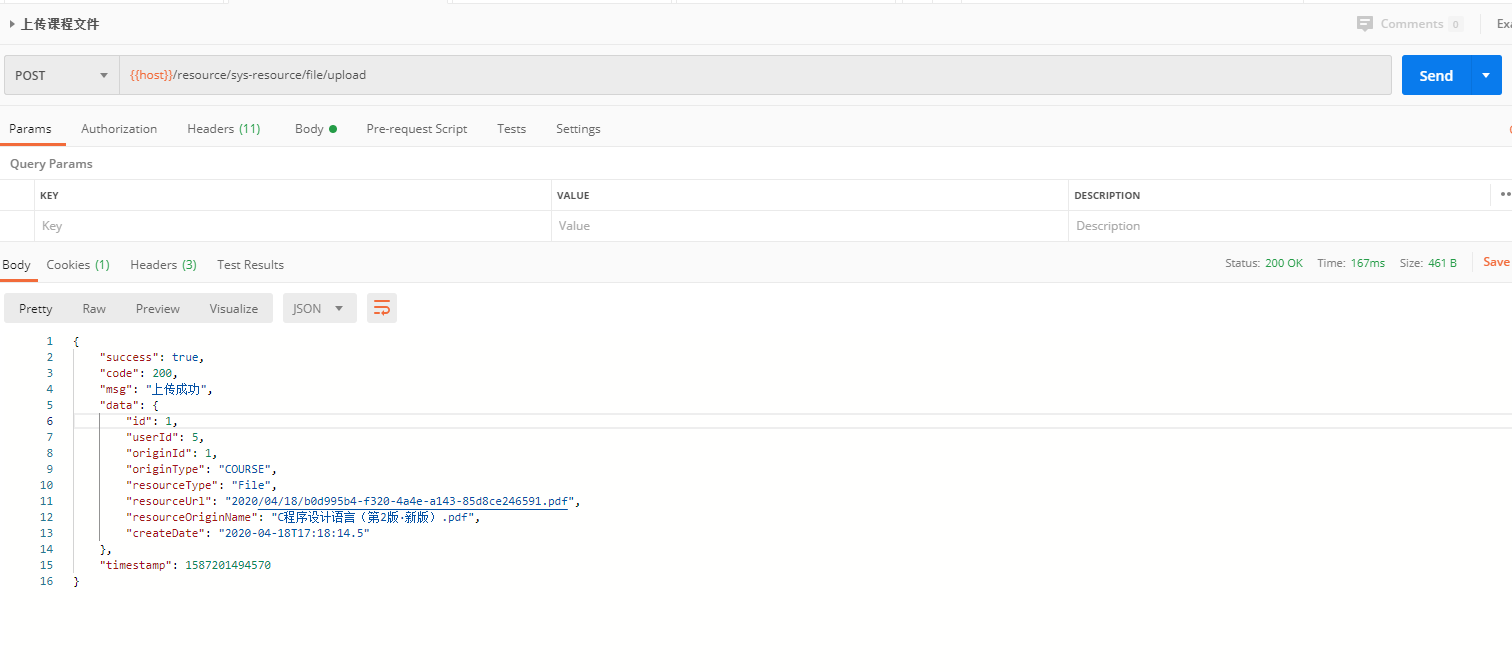 上传课程文件 Comments 0
POST {{host}}/resource/sys-resource/file/upload Send
Params Authorization Headers (11) Body Pre-request Script Tests Settings
Query Params
KEY VALUE DESCRIPTION
Key Value Description
Body Cookies (1) Headers (3) Test Results Status: 200 OK Time: 167ms Size: 461 B Save
Pretty Raw Preview Visualize JSON
1 {
2 "success": true,
3 "code": 200,
4 "msg": "上传成功",
5 "data": {
6 "id": 1,
7 "userId": 5,
8 "originId": 1,
9 "originType": "COURSE",
10 "resourceType": "File",
11 "resourceUrl": "2020/04/18/b0d995b4-f320-4a4e-a143-85d8ce246591.pdf",
12 "resourceOriginName": "C程序设计语言（第2版·新版）.pdf",
13 "createDate": "2020-04-18T17:18:14.5"
14 },
15 "timestamp": 1587201494570
16 }